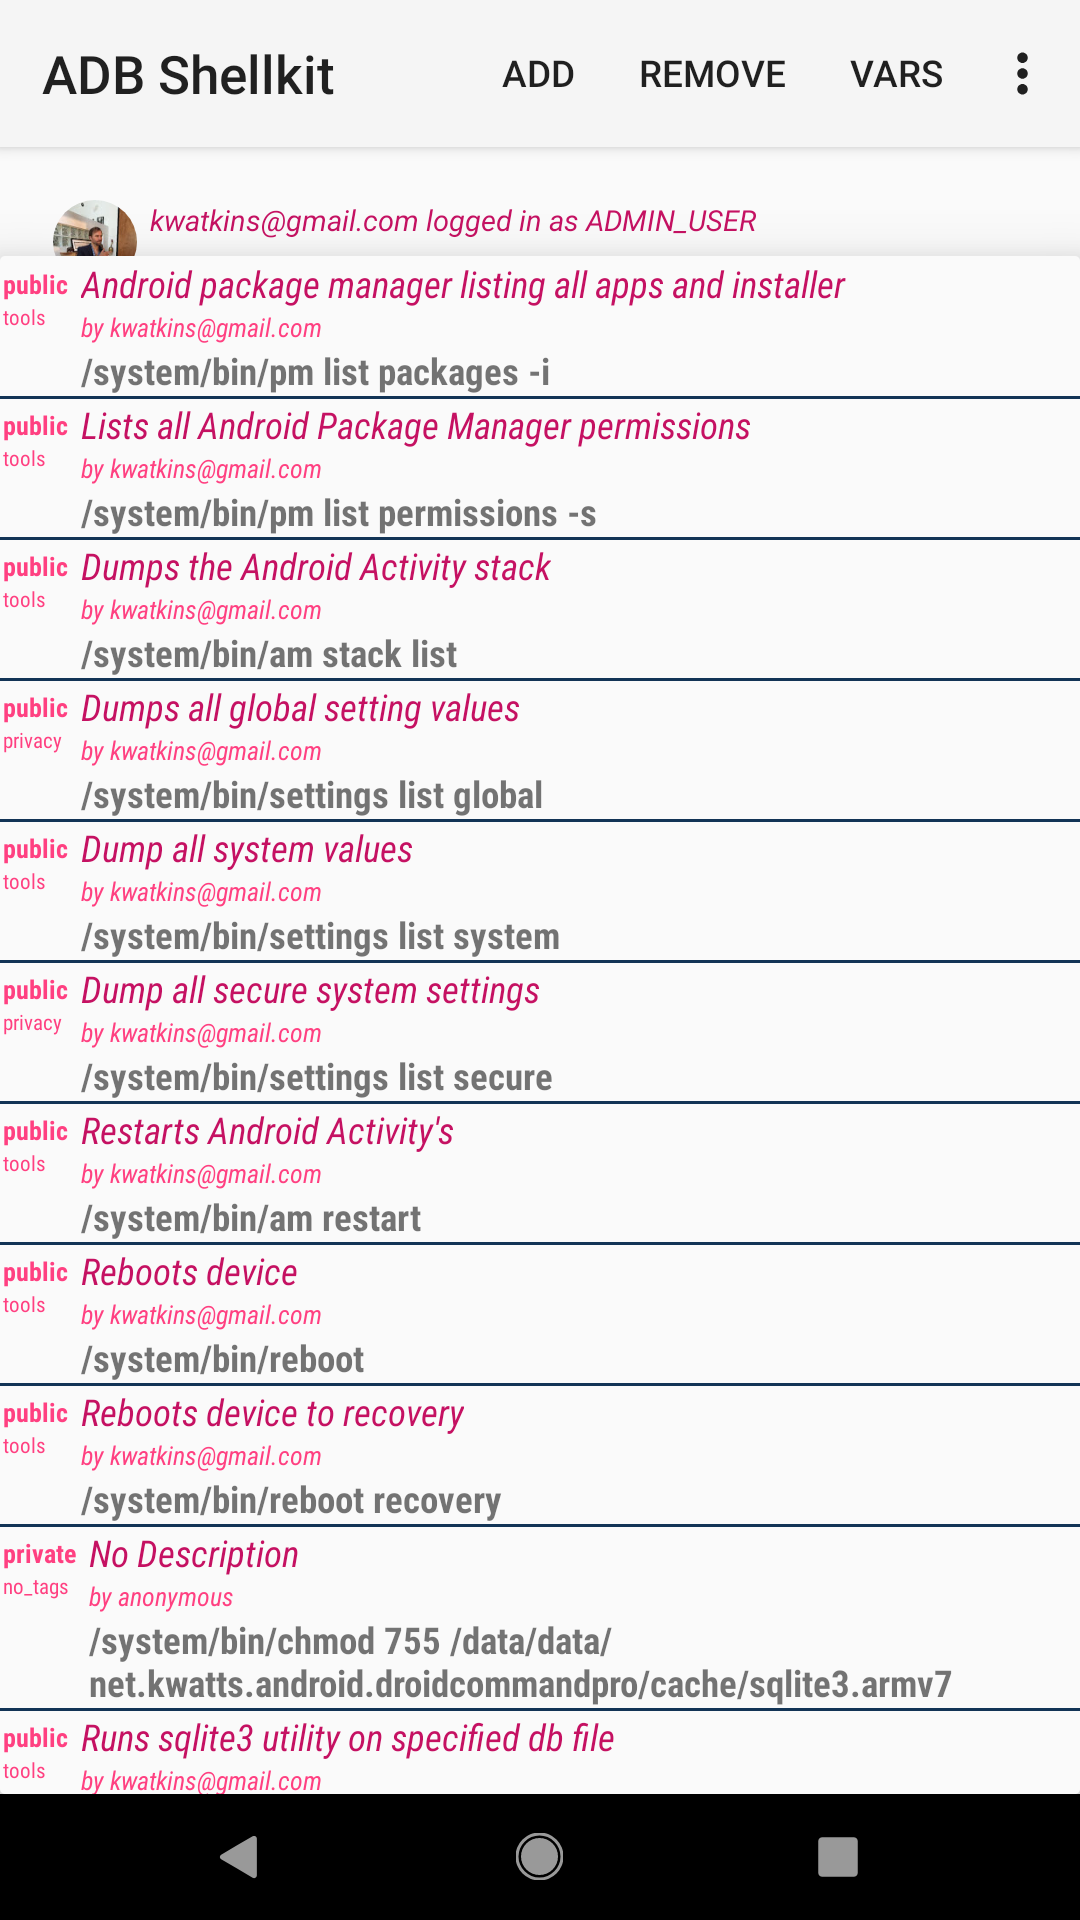 ADB Shellkit ADD REMOVE VARS
kwatkins@gmail.com logged in as ADMIN_USER
public Android package manager listing all apps and installer
tools by kwatkins@gmail.com
/system/bin/pm list packages -i
public Lists all Android Package Manager permissions
tools by kwatkins@gmail.com
/system/bin/pm list permissions -s
public Dumps the Android Activity stack
tools by kwatkins@gmail.com
/system/bin/am stack list
public Dumps all global setting values
privacy by kwatkins@gmail.com
/system/bin/settings list global
public Dump all system values
tools by kwatkins@gmail.com
/system/bin/settings list system
public Dump all secure system settings
privacy by kwatkins@gmail.com
/system/bin/settings list secure
public Restarts Android Activity's
tools by kwatkins@gmail.com
/system/bin/am restart
public Reboots device
tools by kwatkins@gmail.com
/system/bin/reboot
public Reboots device to recovery
tools by kwatkins@gmail.com
/system/bin/reboot recovery
private No Description
no_tags by anonymous
/system/bin/chmod 755 /data/data/
net.kwatts.android.droidcommandpro/cache/sqlite3.armv7
public Runs sqlite3 utility on specified db file
tools by kwatkins@gmail.com